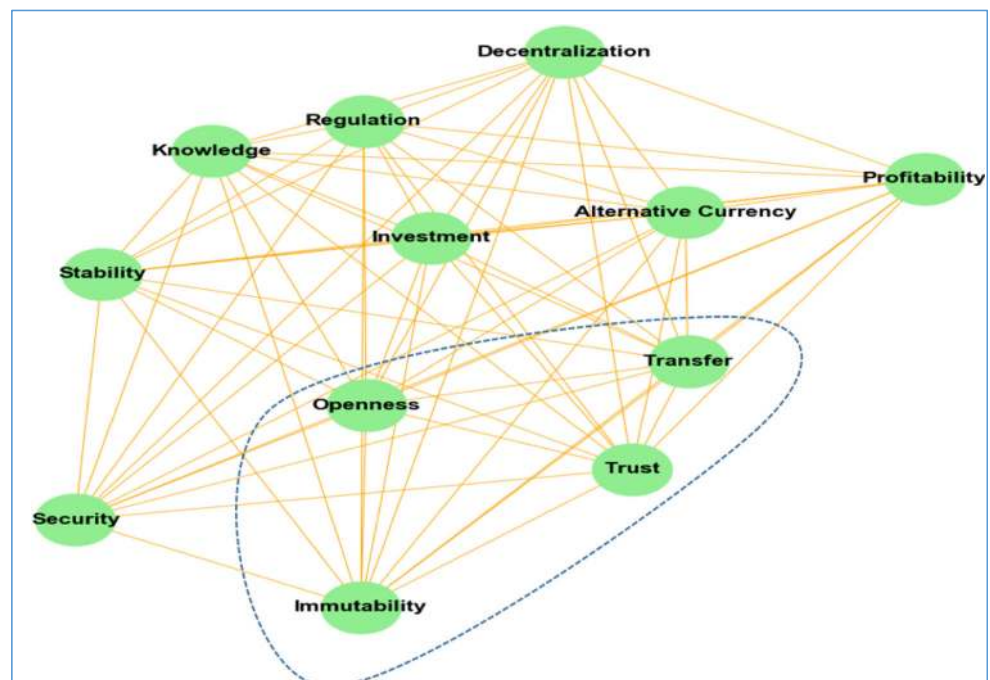 Decentralization
Regulation
Knowledge
Profitability
Alternative Currency
Investment
Stability
Transfer
Openness
Trust
Security
Immutability